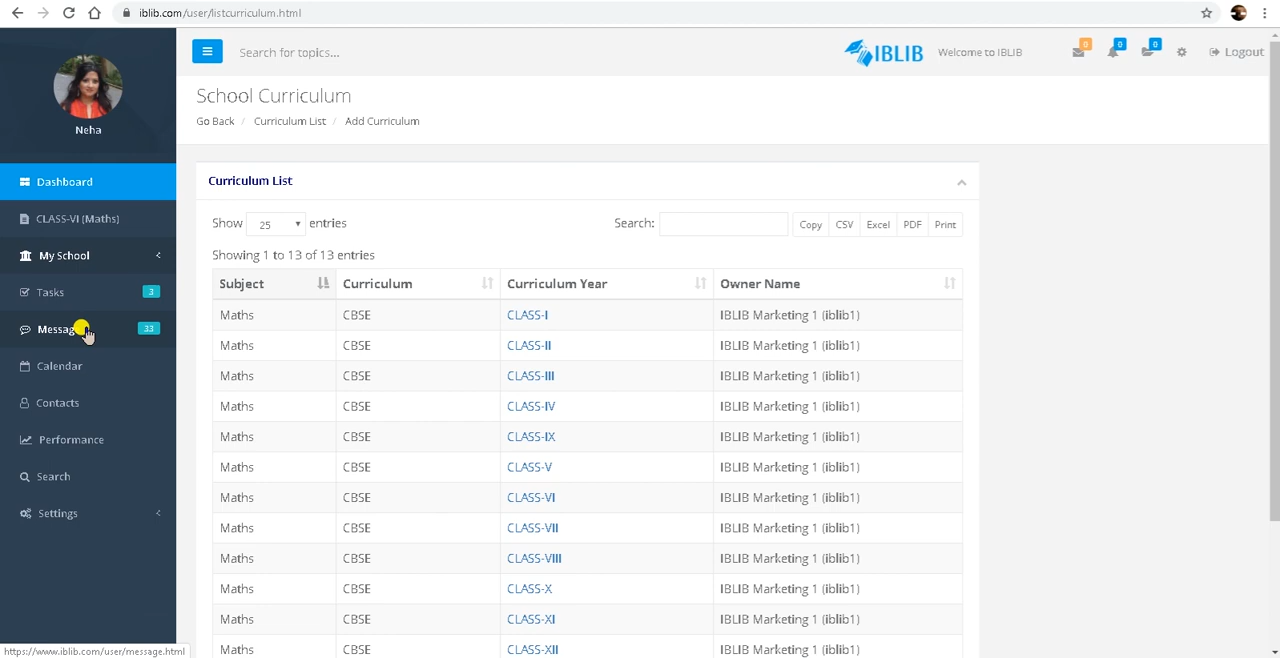 iblib.com/user/listcurriculum.html
Search for topics...
IBLIB
Welcome to IBLIB
0
0
0
Logout
Neha
School Curriculum
Go Back / Curriculum List / Add Curriculum
Dashboard
CLASS-VI (Maths)
My School
Tasks 3
Messag 33
Calendar
Contacts
Performance
Search
Settings
Curriculum List
Show 25 entries
Search:
Copy CSV Excel PDF Print
Showing 1 to 13 of 13 entries
Subject Curriculum Curriculum Year Owner Name
Maths CBSE CLASS-I IBLIB Marketing 1 (iblib1)
Maths CBSE CLASS-II IBLIB Marketing 1 (iblib1)
Maths CBSE CLASS-III IBLIB Marketing 1 (iblib1)
Maths CBSE CLASS-IV IBLIB Marketing 1 (iblib1)
Maths CBSE CLASS-IX IBLIB Marketing 1 (iblib1)
Maths CBSE CLASS-V IBLIB Marketing 1 (iblib1)
Maths CBSE CLASS-VI IBLIB Marketing 1 (iblib1)
Maths CBSE CLASS-VII IBLIB Marketing 1 (iblib1)
Maths CBSE CLASS-VIII IBLIB Marketing 1 (iblib1)
Maths CBSE CLASS-X IBLIB Marketing 1 (iblib1)
Maths CBSE CLASS-XI IBLIB Marketing 1 (iblib1)
Maths CBSE CLASS-XII IBLIB Marketing 1 (iblib1)
https://www.iblib.com/user/message.html